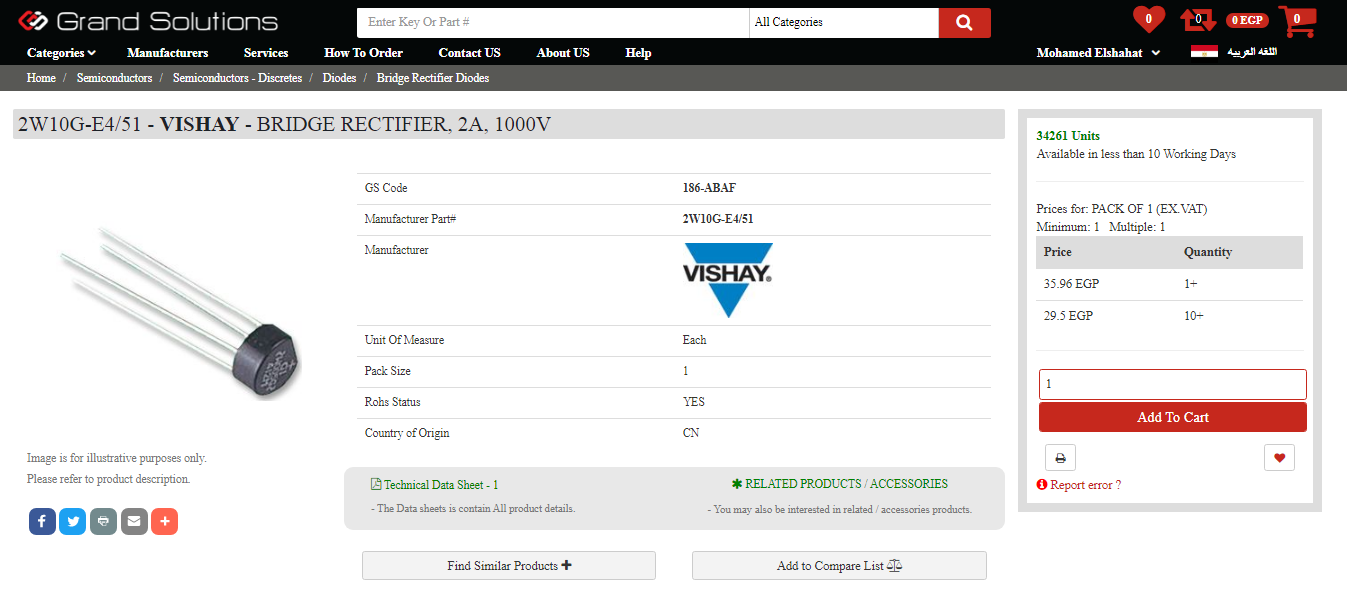 Grand Solutions
Enter Key Or Part #
All Categories
0
0
0 EGP
0
Categories
Manufacturers
Services
How To Order
Contact US
About US
Help
Mohamed Elshahat
اللغه العربيه
Home / Semiconductors / Semiconductors - Discretes / Diodes / Bridge Rectifier Diodes
2W10G-E4/51 - VISHAY - BRIDGE RECTIFIER, 2A, 1000V
GS Code 186-ABAF
Manufacturer Part# 2W10G-E4/51
Manufacturer
VISHAY.
Unit Of Measure Each
Pack Size 1
Rohs Status YES
Country of Origin CN
Image is for illustrative purposes only.
Please refer to product description.
Technical Data Sheet - 1
- The Data sheets is contain All product details.
RELATED PRODUCTS / ACCESSORIES
- You may also be interested in related / accessories products.
Find Similar Products
Add to Compare List
34261 Units
Available in less than 10 Working Days
Prices for: PACK OF 1 (EX.VAT)
Minimum: 1 Multiple: 1
Price Quantity
35.96 EGP 1+
29.5 EGP 10+
1
Add To Cart
Report error ?